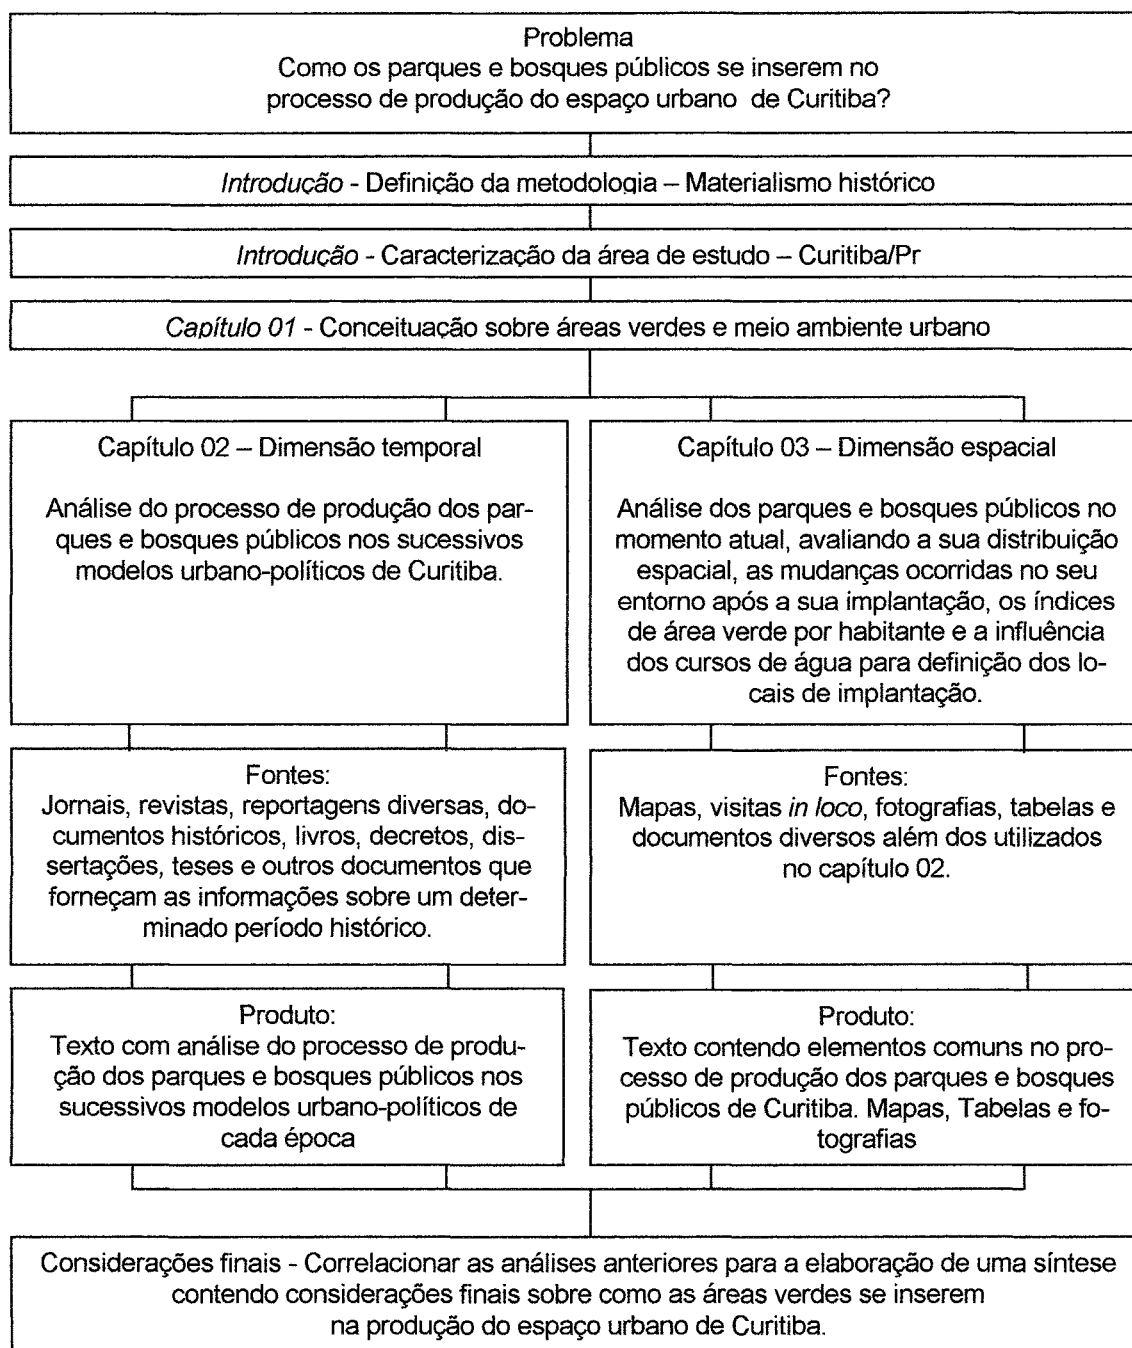 Problema
Como os parques e bosques públicos se inserem no
processo de produção do espaço urbano de Curitiba?
Introdução - Definição da metodologia – Materialismo histórico
Introdução - Caracterização da área de estudo – Curitiba/Pr
Capítulo 01 - Conceituação sobre áreas verdes e meio ambiente urbano
Capítulo 02 – Dimensão temporal
Análise do processo de produção dos par-
ques e bosques públicos nos sucessivos
modelos urbano-políticos de Curitiba.
Capítulo 03 – Dimensão espacial
Análise dos parques e bosques públicos no
momento atual, avaliando a sua distribuição
espacial, as mudanças ocorridas no seu
entorno após a sua implantação, os índices
de área verde por habitante e a influência
dos cursos de água para definição dos lo-
cais de implantação.
Fontes:
Jornais, revistas, reportagens diversas, do-
cumentos históricos, livros, decretos, dis-
sertações, teses e outros documentos que
forneçam as informações sobre um deter-
minado período histórico.
Fontes:
Mapas, visitas in loco, fotografias, tabelas e
documentos diversos além dos utilizados
no capítulo 02.
Produto:
Texto com análise do processo de produ-
ção dos parques e bosques públicos nos
sucessivos modelos urbano-políticos de
cada época
Produto:
Texto contendo elementos comuns no pro-
cesso de produção dos parques e bosques
públicos de Curitiba. Mapas, Tabelas e fo-
tografias
Considerações finais - Correlacionar as análises anteriores para a elaboração de uma síntese
contendo considerações finais sobre como as áreas verdes se inserem
na produção do espaço urbano de Curitiba.